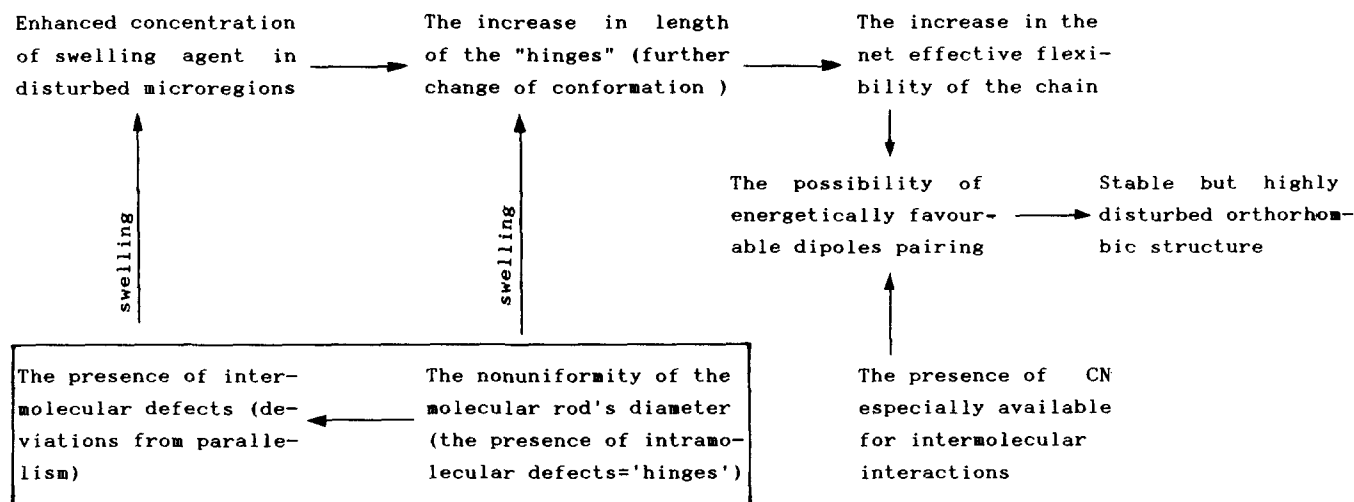 Enhanced concentration
of swelling agent in
disturbed microregions
The increase in length
of the "hinges" (further
change of conformation )
The increase in the
net effective flexi-
bility of the chain
The possibility of
energetically favour-
able dipoles pairing
Stable but highly
disturbed orthorhom-
bic structure
swelling
swelling
The presence of inter-
molecular defects (de-
viations from paralle-
lism)
The nonuniformity of the
molecular rod's diameter
(the presence of intramo-
lecular defects='hinges')
The presence of CN
especially available
for intermolecular
interactions